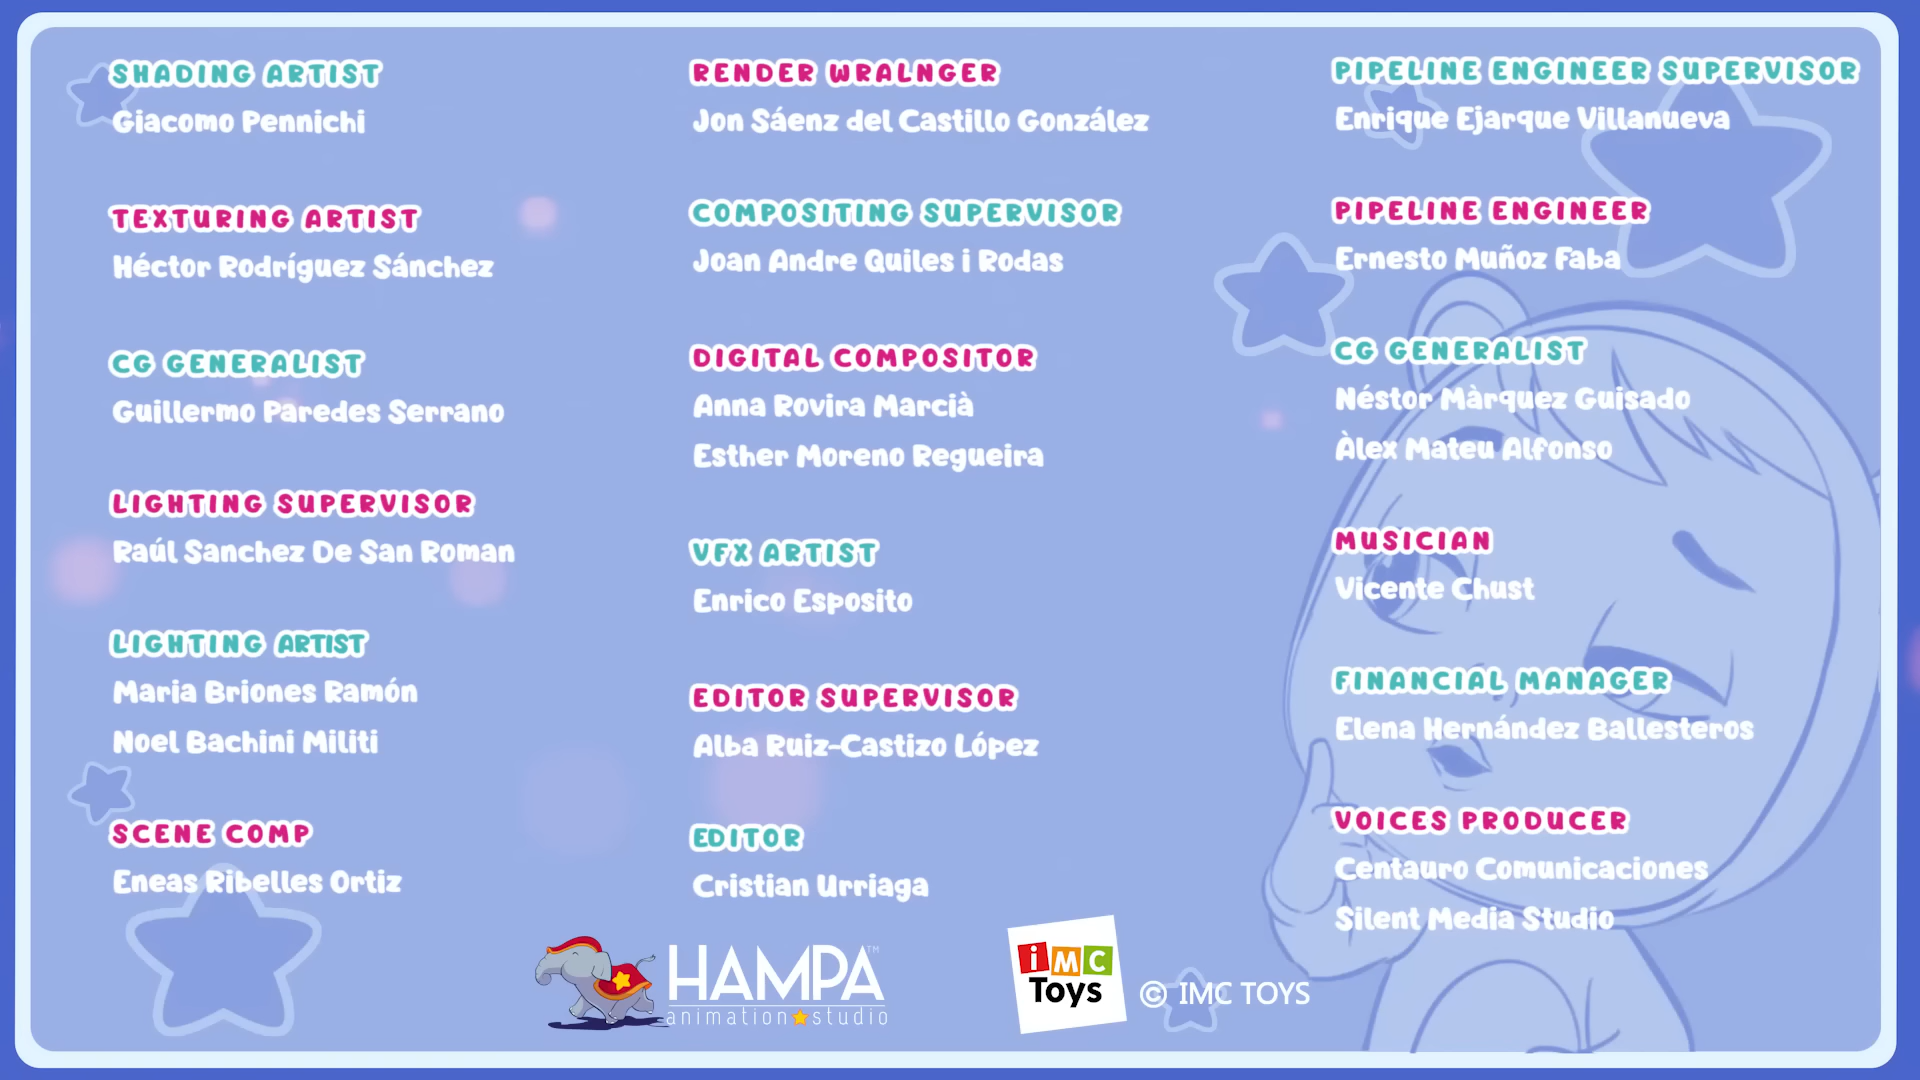 SHADING ARTIST
Giacomo Pennichi
TEXTURING ARTIST
Héctor Rodríguez Sánchez
CG GENERALIST
Guillermo Paredes Serrano
LIGHTING SUPERVISOR
Raúl Sanchez De San Roman
LIGHTING ARTIST
Maria Briones Ramón
Noel Bachini Militi
SCENE COMP
Eneas Ribelles Ortiz
RENDER WRALNGER
Jon Sáenz del Castillo González
COMPOSITING SUPERVISOR
Joan Andre Quiles i Rodas
DIGITAL COMPOSITOR
Anna Rovira Marcià
Esther Moreno Regueira
VFX ARTIST
Enrico Esposito
EDITOR SUPERVISOR
Alba Ruiz-Castizo López
EDITOR
Cristian Urriaga
PIPELINE ENGINEER SUPERVISOR
Enrique Ejarque Villanueva
PIPELINE ENGINEER
Ernesto Muñoz Faba
CG GENERALIST
Néstor Màrquez Guisado
Àlex Mateu Alfonso
MUSICIAN
Vicente Chust
FINANCIAL MANAGER
Elena Hernández Ballesteros
VOICES PRODUCER
Centauro Comunicaciones
Silent Media Studio
HAMPA™
animation studio
iMC
Toys
© IMC TOYS